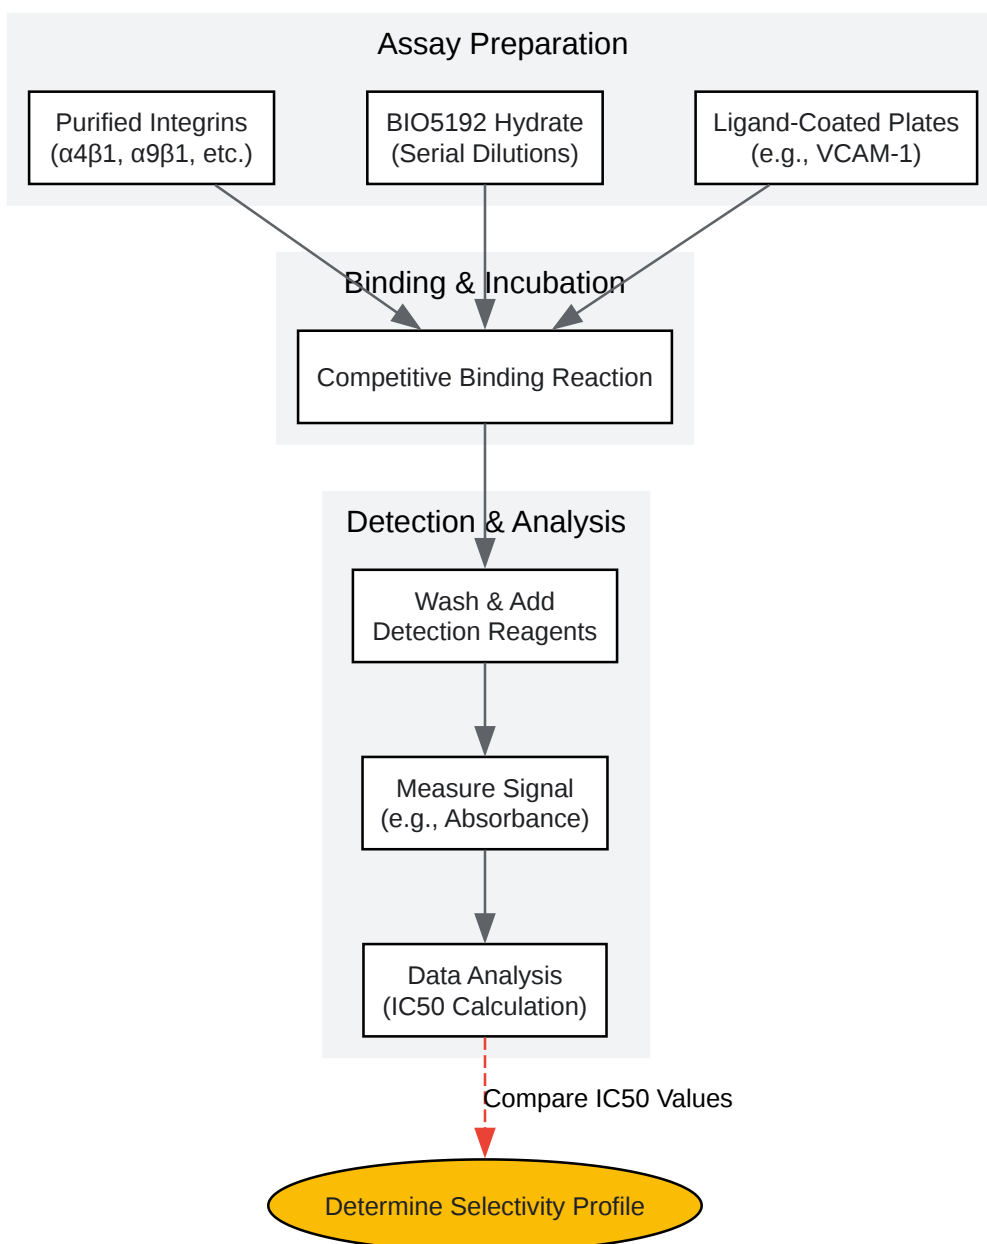 Assay Preparation
Purified Integrins
(α4β1, α9β1, etc.)
BIO5192 Hydrate
(Serial Dilutions)
Ligand-Coated Plates
(e.g., VCAM-1)
Binding & Incubation
Competitive Binding Reaction
Detection & Analysis
Wash & Add
Detection Reagents
Measure Signal
(e.g., Absorbance)
Data Analysis
(IC50 Calculation)
Compare IC50 Values
Determine Selectivity Profile